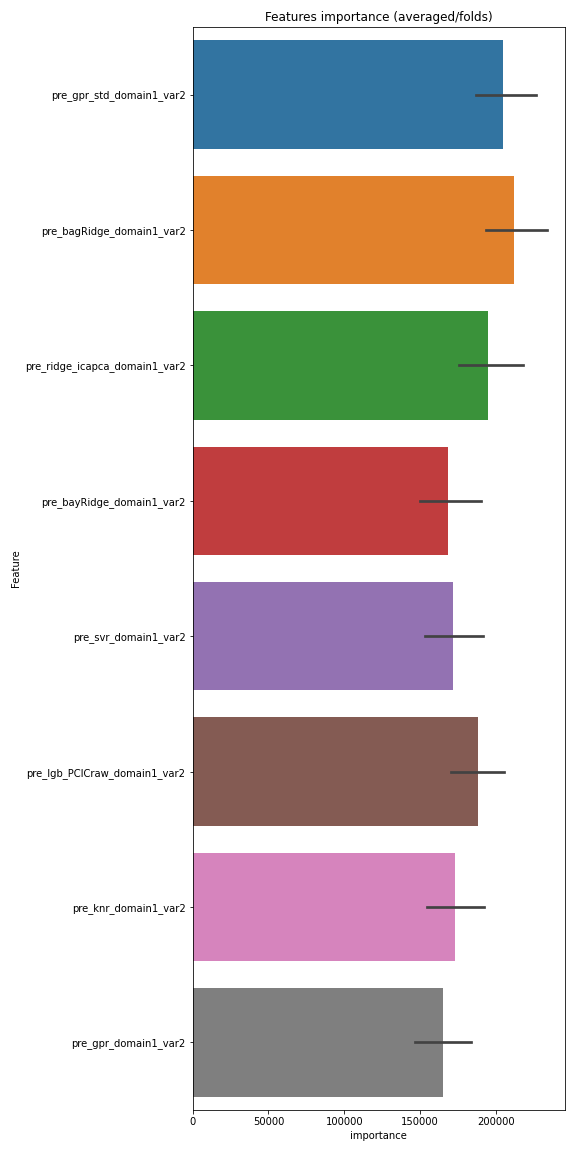 Features importance (averaged/folds)
pre_gpr_std_domain1_var2
pre_bagRidge_domain1_var2
pre_ridge_icapca_domain1_var2
pre_bayRidge_domain1_var2
Feature
pre_svr_domain1_var2
pre_lgb_PCICraw_domain1_var2
pre_knr_domain1_var2
pre_gpr_domain1_var2
0 50000 100000 150000 200000
importance